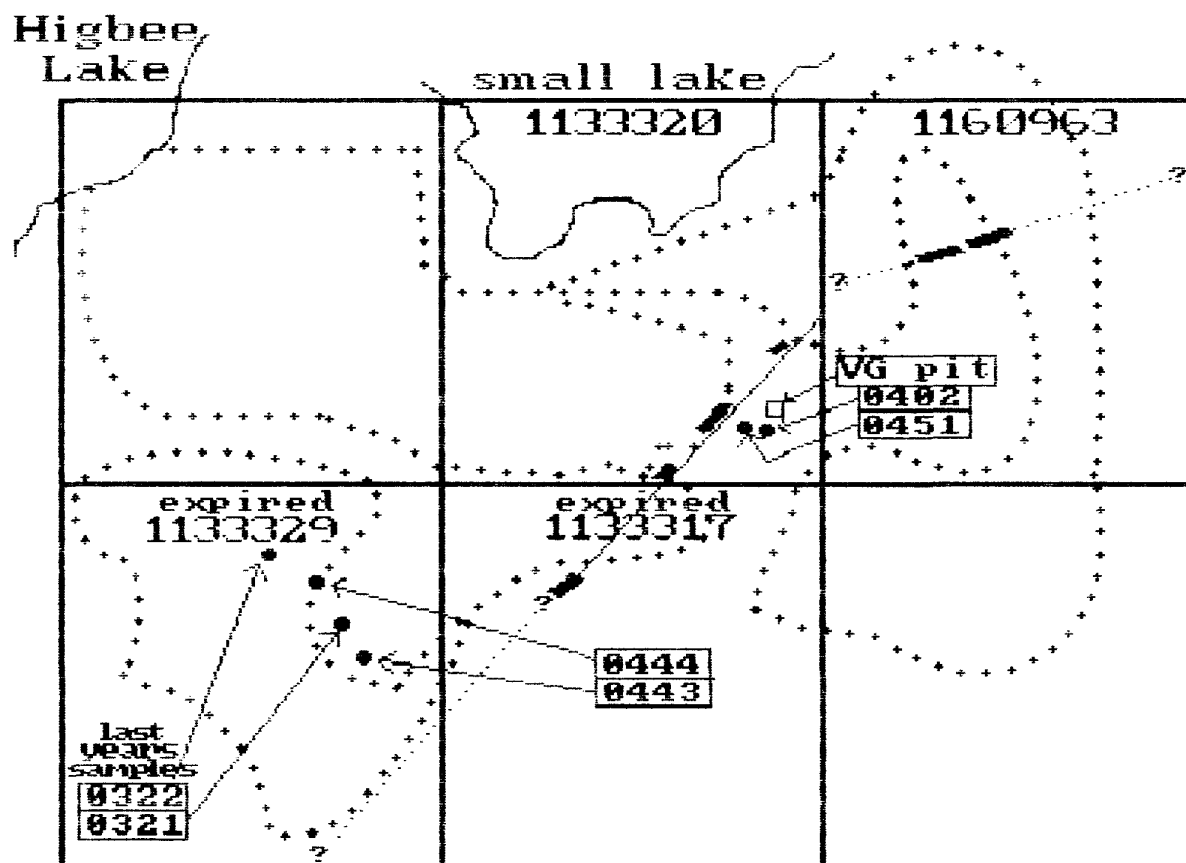 Higbee
Lake
small lake
1133320
1160963
?
?
VG pit
0402
0451
expired
1133329
expired
1133317
?
0444
0443
last
years
samples
0322
0321
?